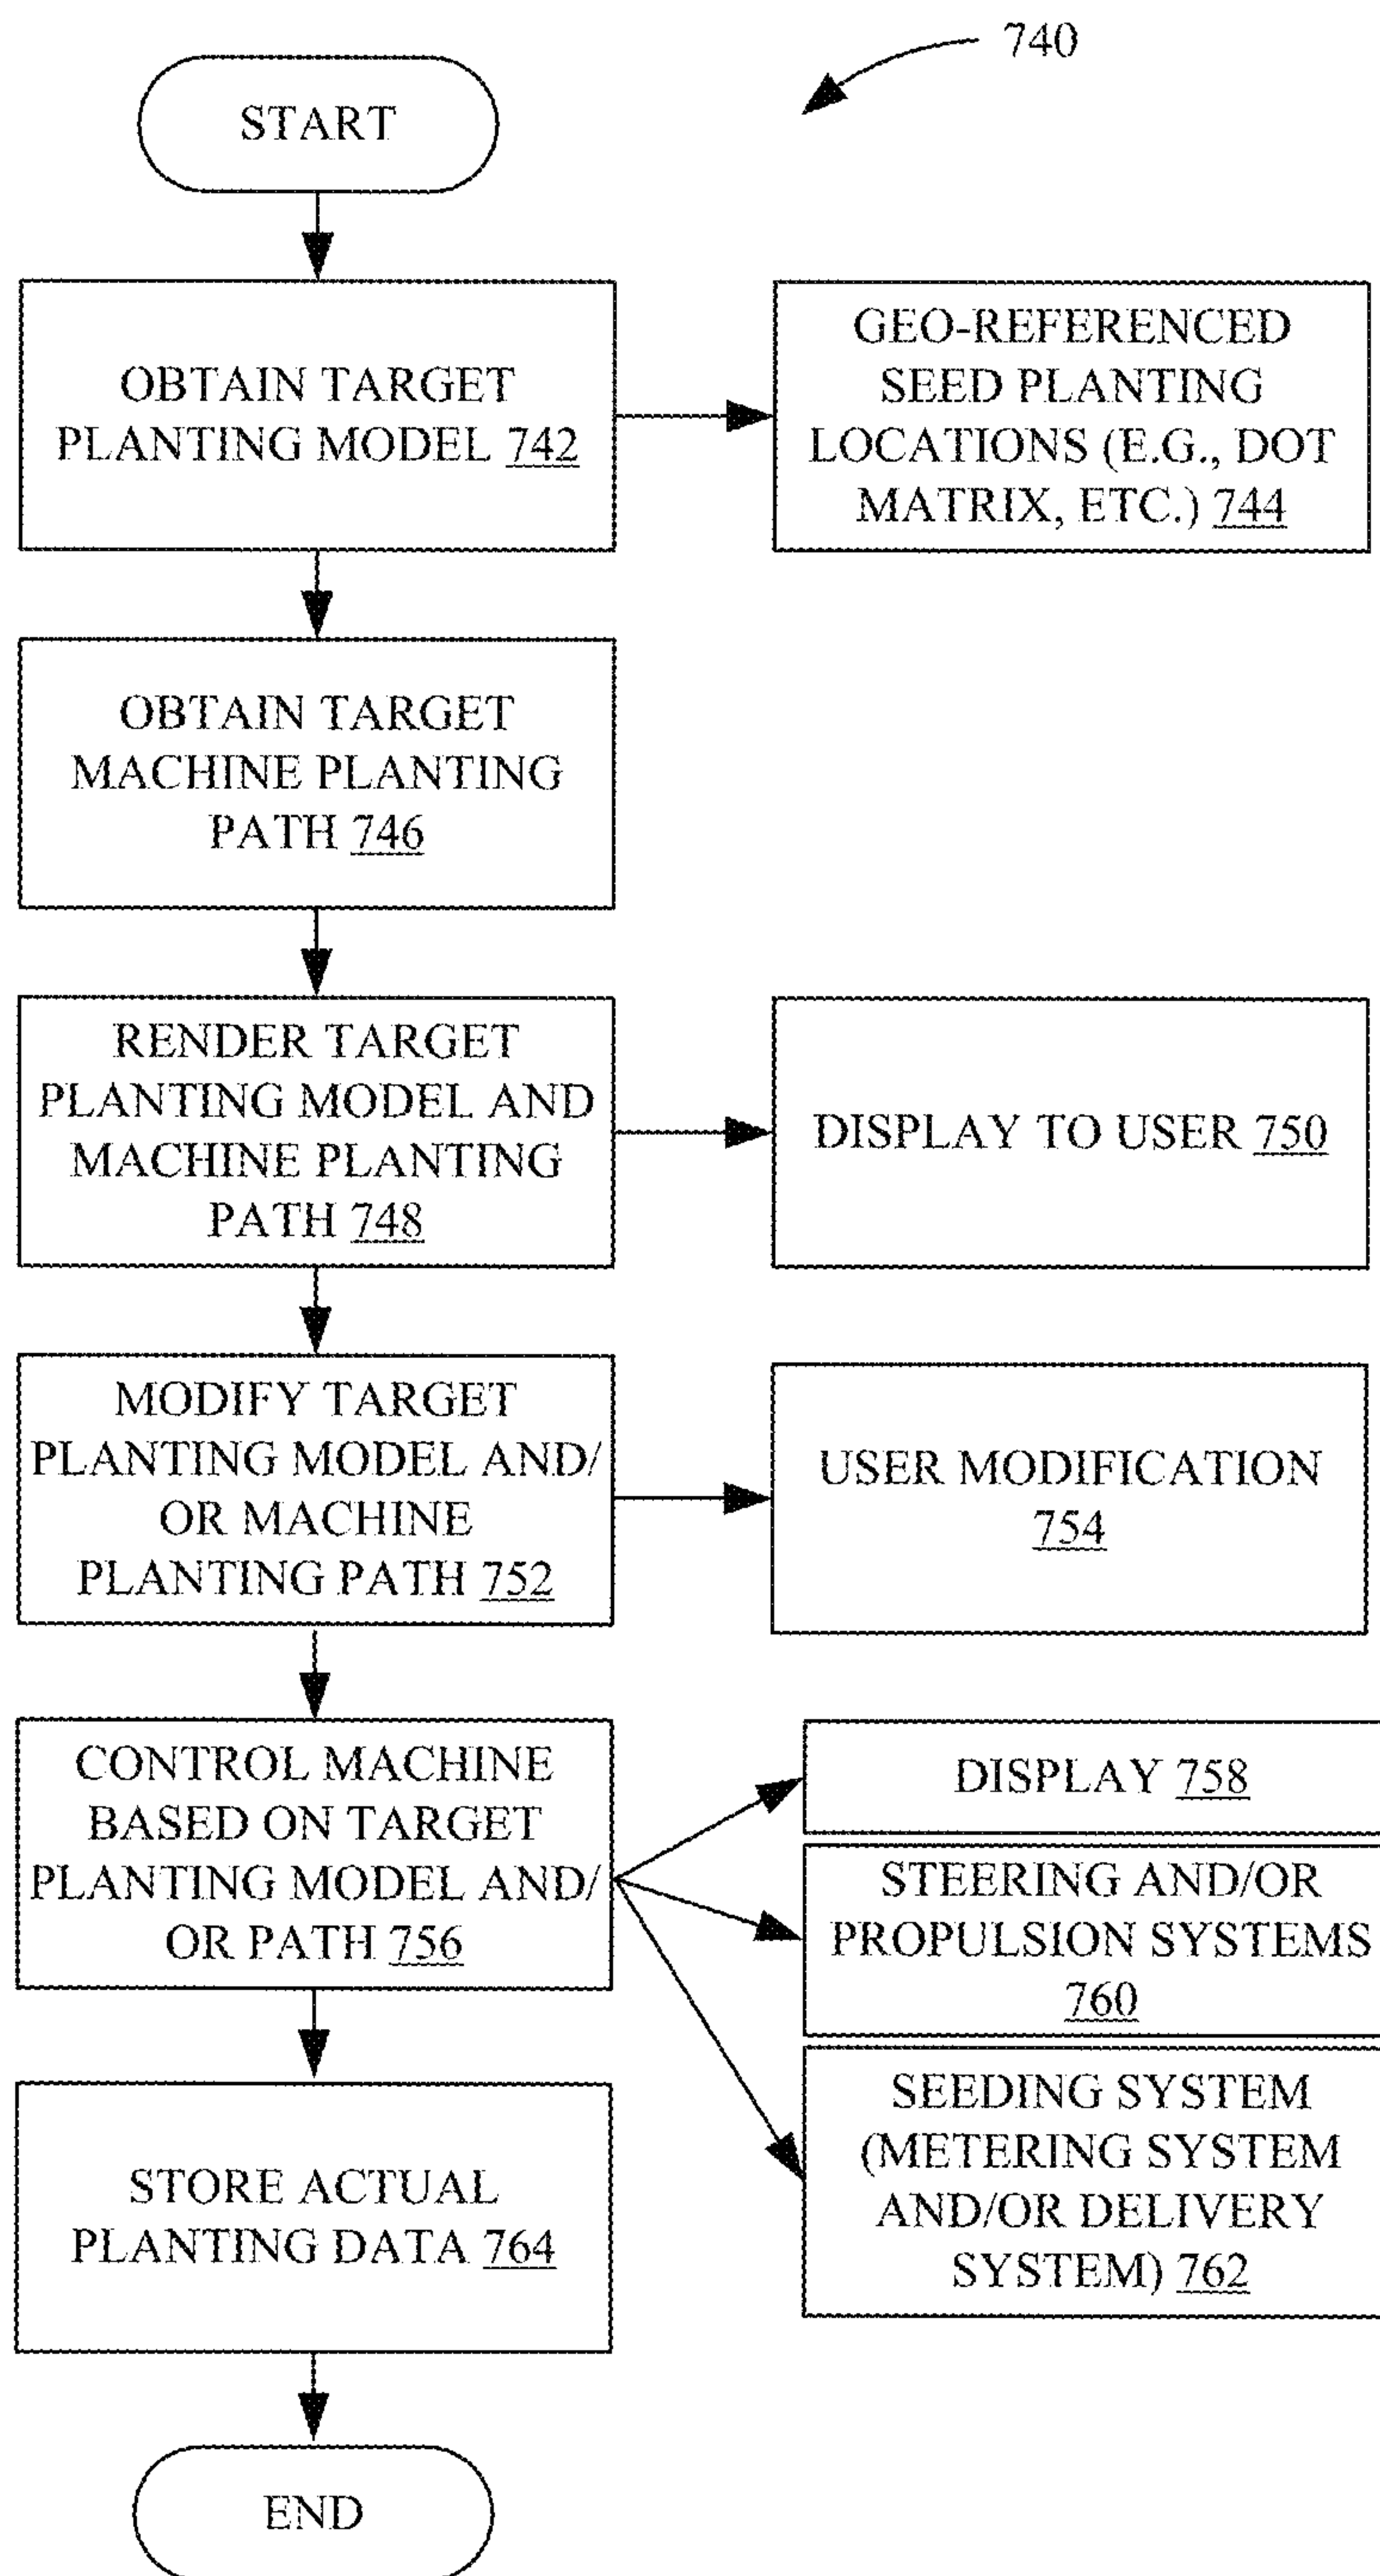 740
START
OBTAIN TARGET
PLANTING MODEL 742
GEO-REFERENCED
SEED PLANTING
LOCATIONS (E.G., DOT
MATRIX, ETC.) 744
OBTAIN TARGET
MACHINE PLANTING
PATH 746
RENDER TARGET
PLANTING MODEL AND
MACHINE PLANTING
PATH 748
DISPLAY TO USER 750
MODIFY TARGET
PLANTING MODEL AND/
OR MACHINE
PLANTING PATH 752
USER MODIFICATION
754
CONTROL MACHINE
BASED ON TARGET
PLANTING MODEL AND/
OR PATH 756
DISPLAY 758
STEERING AND/OR
PROPULSION SYSTEMS
760
SEEDING SYSTEM
(METERING SYSTEM
AND/OR DELIVERY
SYSTEM) 762
STORE ACTUAL
PLANTING DATA 764
END